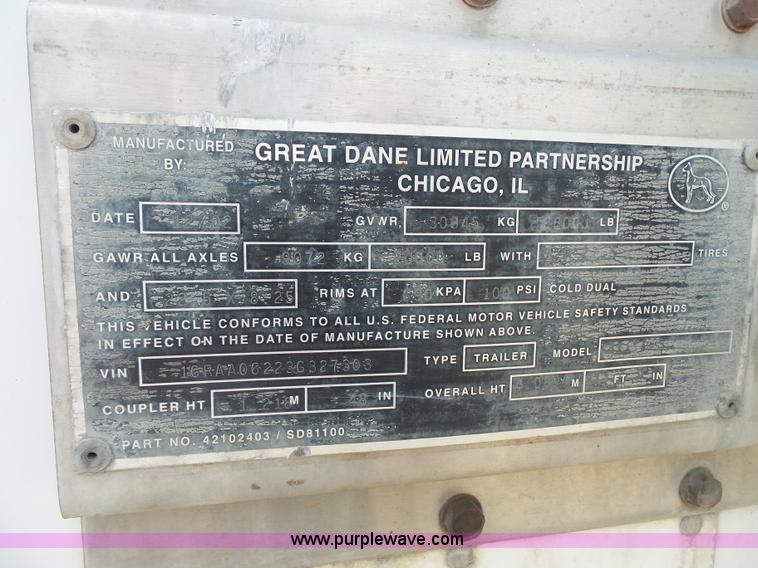 MANUFACTURED BY: GREAT DANE LIMITED PARTNERSHIP
CHICAGO, IL
DATE GVWR, KG LB
GAWR ALL AXLES 9072 KG LB WITH TIRES
AND RIMS AT KPA 100 PSI COLD DUAL
THIS VEHICLE CONFORMS TO ALL U.S. FEDERAL MOTOR VEHICLE SAFETY STANDARDS
IN EFFECT ON THE DATE OF MANUFACTURE SHOWN ABOVE.
VIN 1GRAA06223G327303 TYPE TRAILER MODEL
COUPLER HT M IN OVERALL HT M FT IN
PART NO. 42102403 / SD81100
www.purplewave.com